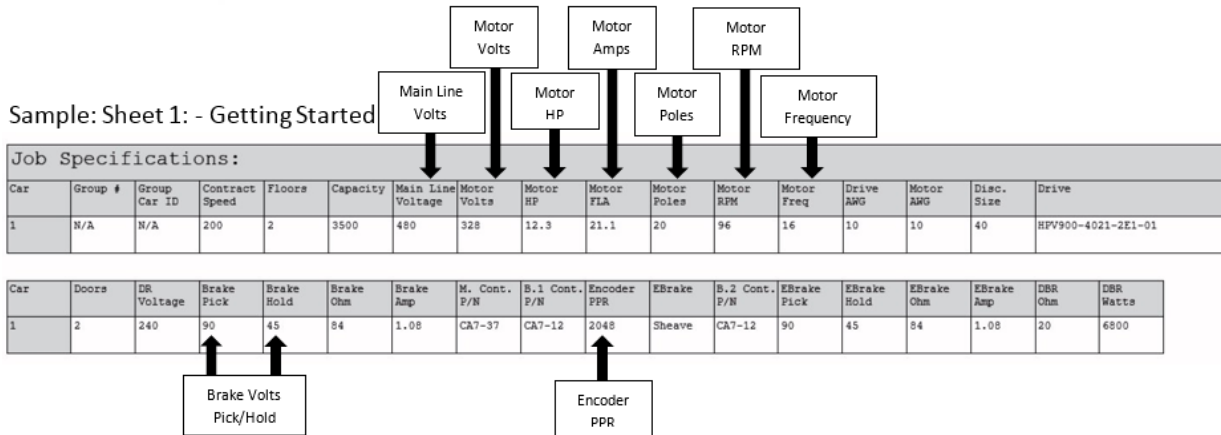 Motor
Volts
Motor
Amps
Motor
RPM
Main Line
Volts
Motor
HP
Motor
Poles
Motor
Frequency
Sample: Sheet 1: - Getting Started
Job Specifications:
Car Group # Group Car ID Contract Speed Floors Capacity Main Line Voltage Motor Volts Motor HP Motor FLA Motor Poles Motor RPM Motor Freq Drive AWG Motor AWG Disc. Size Drive
1 N/A N/A 200 2 3500 480 328 12.3 21.1 20 96 16 10 10 40 HPV900-4021-2E1-01
Car Doors DR Voltage Brake Pick Brake Hold Brake Ohm Brake Amp M. Cont. P/N B.1 Cont. P/N Encoder PPR EBrake B.2 Cont. P/N EBrake Pick EBrake Hold EBrake Ohm EBrake Amp DBR Ohm DBR Watts
1 2 240 90 45 84 1.08 CA7-37 CA7-12 2048 Sheave CA7-12 90 45 84 1.08 20 6800
Brake Volts
Pick/Hold
Encoder
PPR